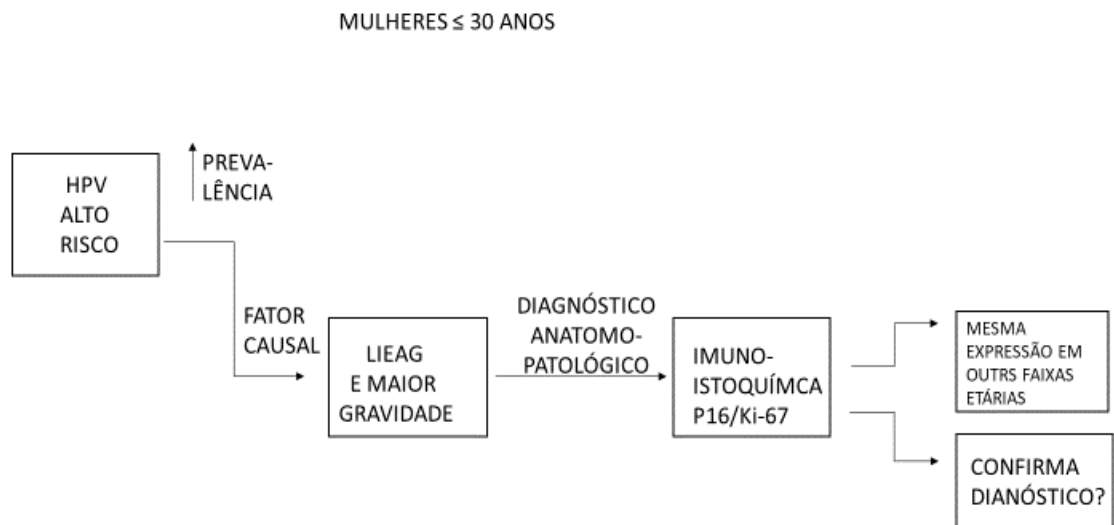 MULHERES ≤ 30 ANOS
HPV
ALTO
RISCO
PREVA-
LÊNCIA
FATOR
CAUSAL
LIEAG
E MAIOR
GRAVIDADE
DIAGNÓSTICO
ANATOMO-
PATOLÓGICO
IMUNO-
ISTOQUÍMCA
P16/Ki-67
MESMA
EXPRESSÃO EM
OUTRS FAIXAS
ETÁRIAS
CONFIRMA
DIANÓSTICO?